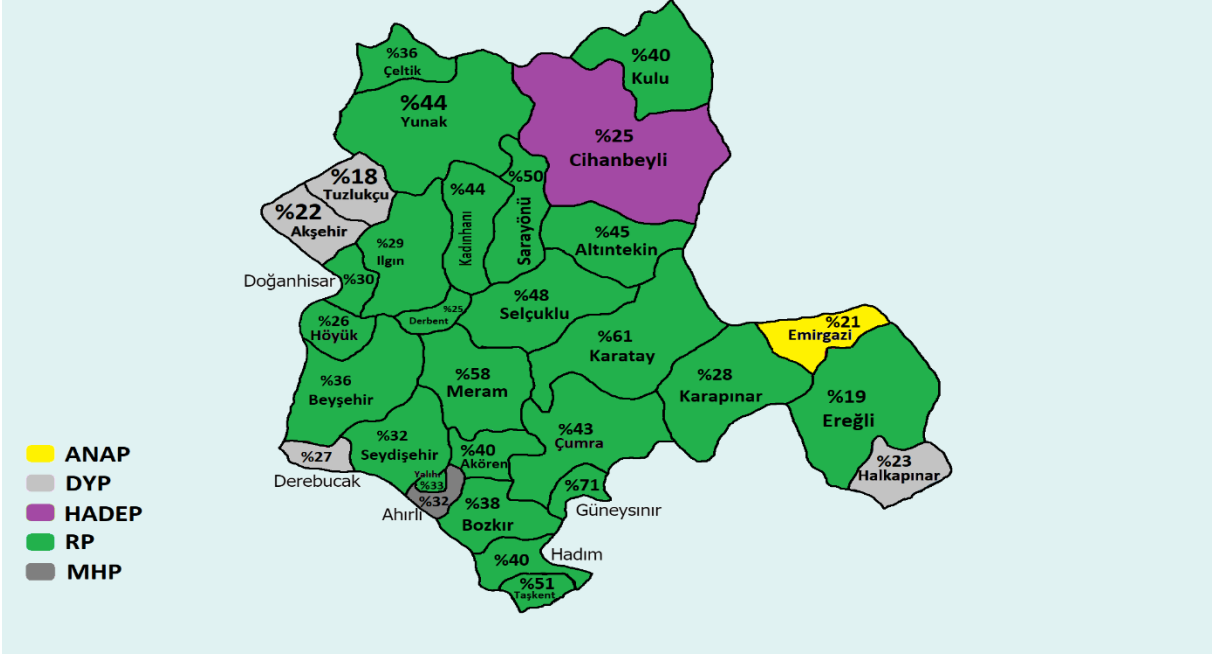 %36
Çeltik
%40
Kulu
%44
Yunak
%25
Cihanbeyli
%18
Tuzlukçu
%22
Akşehir
%44
Kadınhanı
%50
Sarayönü
%45
Altıntekin
%29
Ilgın
Doğanhisar
%30
%25
Derbent
%48
Selçuklu
%26
Höyük
%61
Karatay
%21
Emirgazi
%36
Beyşehir
%58
Meram
%28
Karapınar
%19
Ereğli
%32
Seydişehir
%43
Çumra
%40
Akören
%27
Derebucak
%23
Halkapınar
Yalıhr
%33
%32
Ahırlı
%71
Güneysınır
%38
Bozkır
Hadım
%40
%51
Taşkent
ANAP
DYP
HADEP
RP
MHP